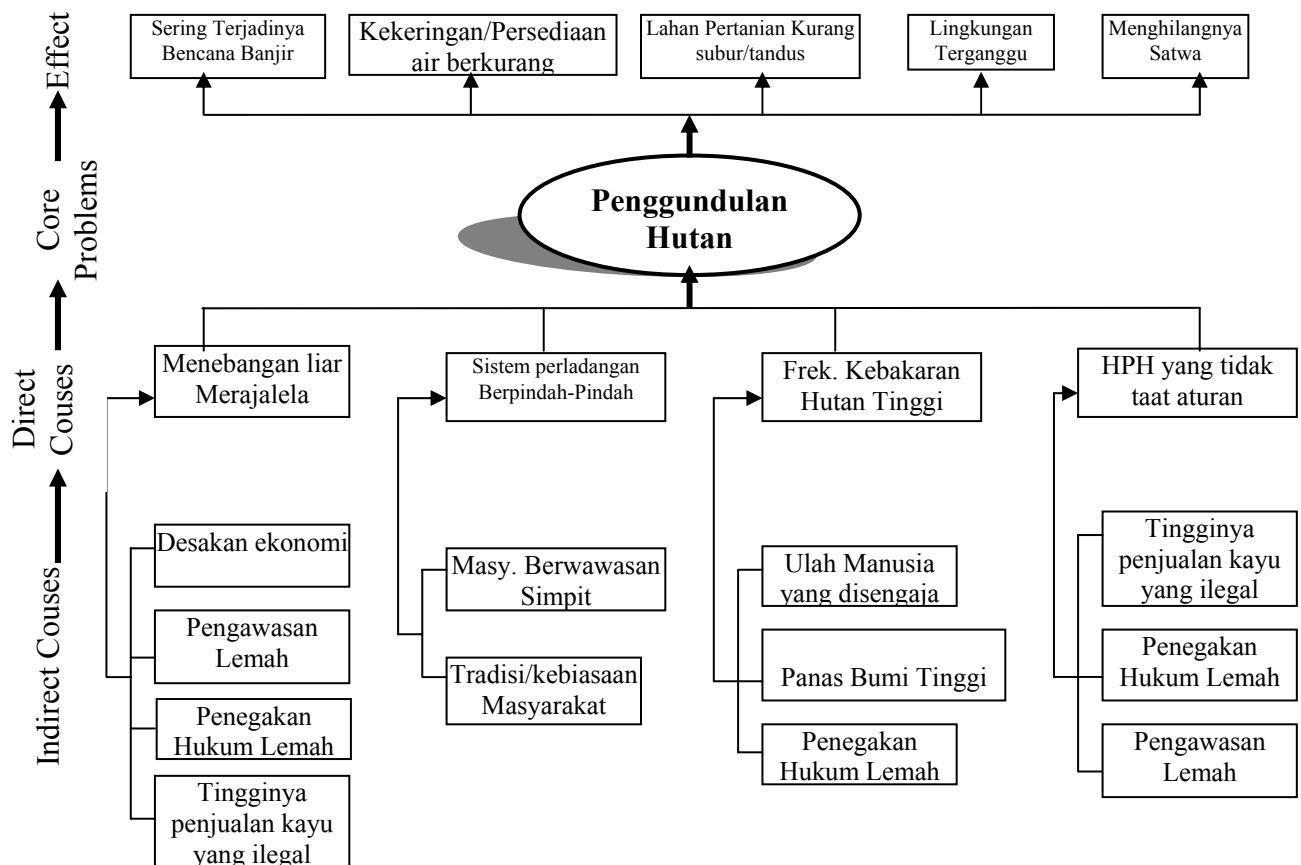 Effect
Sering Terjadinya
Bencana Banjir
Kekeringan/Persediaan
air berkurang
Lahan Pertanian Kurang
subur/tandus
Lingkungan
Terganggu
Menghilangnya
Satwa
Core
Problems
Penggundulan
Hutan
Direct
Couses
Menebangan liar
Merajalela
Sistem perladangan
Berpindah-Pindah
Frek. Kebakaran
Hutan Tinggi
HPH yang tidak
taat aturan
Indirect Couses
Desakan ekonomi
Pengawasan
Lemah
Penegakan
Hukum Lemah
Tingginya
penjualan kayu
yang ilegal
Masy. Berwawasan
Simpit
Tradisi/kebiasaan
Masyarakat
Ulah Manusia
yang disengaja
Panas Bumi Tinggi
Penegakan
Hukum Lemah
Tingginya
penjualan kayu
yang ilegal
Penegakan
Hukum Lemah
Pengawasan
Lemah